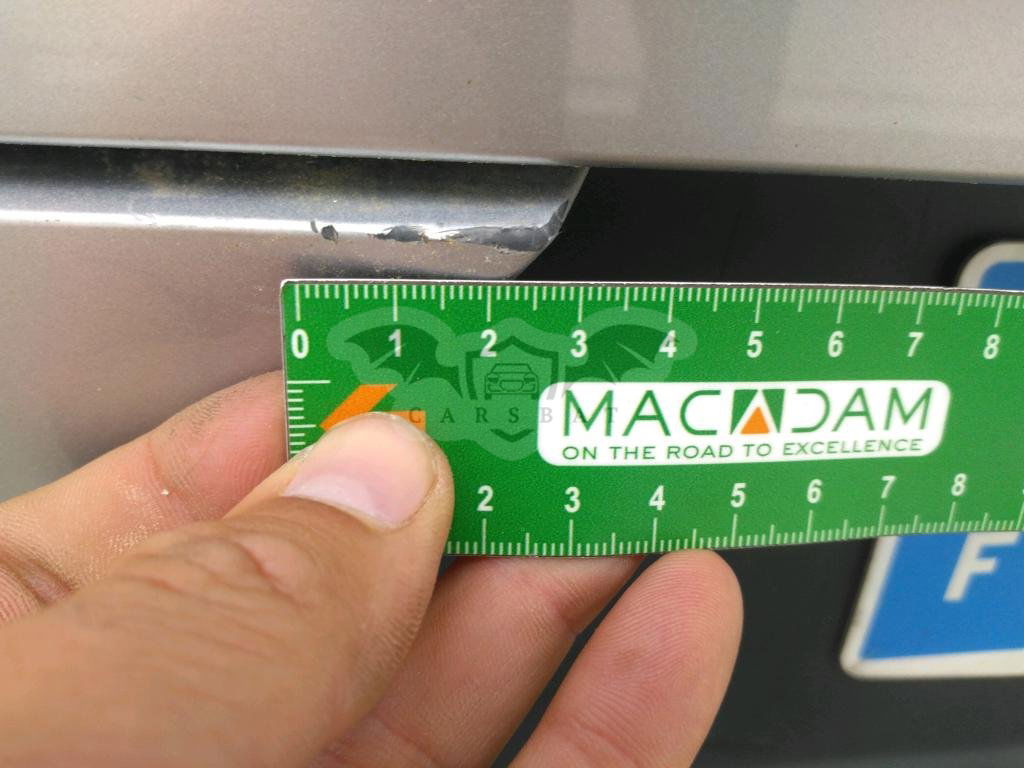 0 1 2 3 4 5 6 7 8
CARSBAT
MACADAM
ON THE ROAD TO EXCELLENCE
2 3 4 5 6 7 8
F